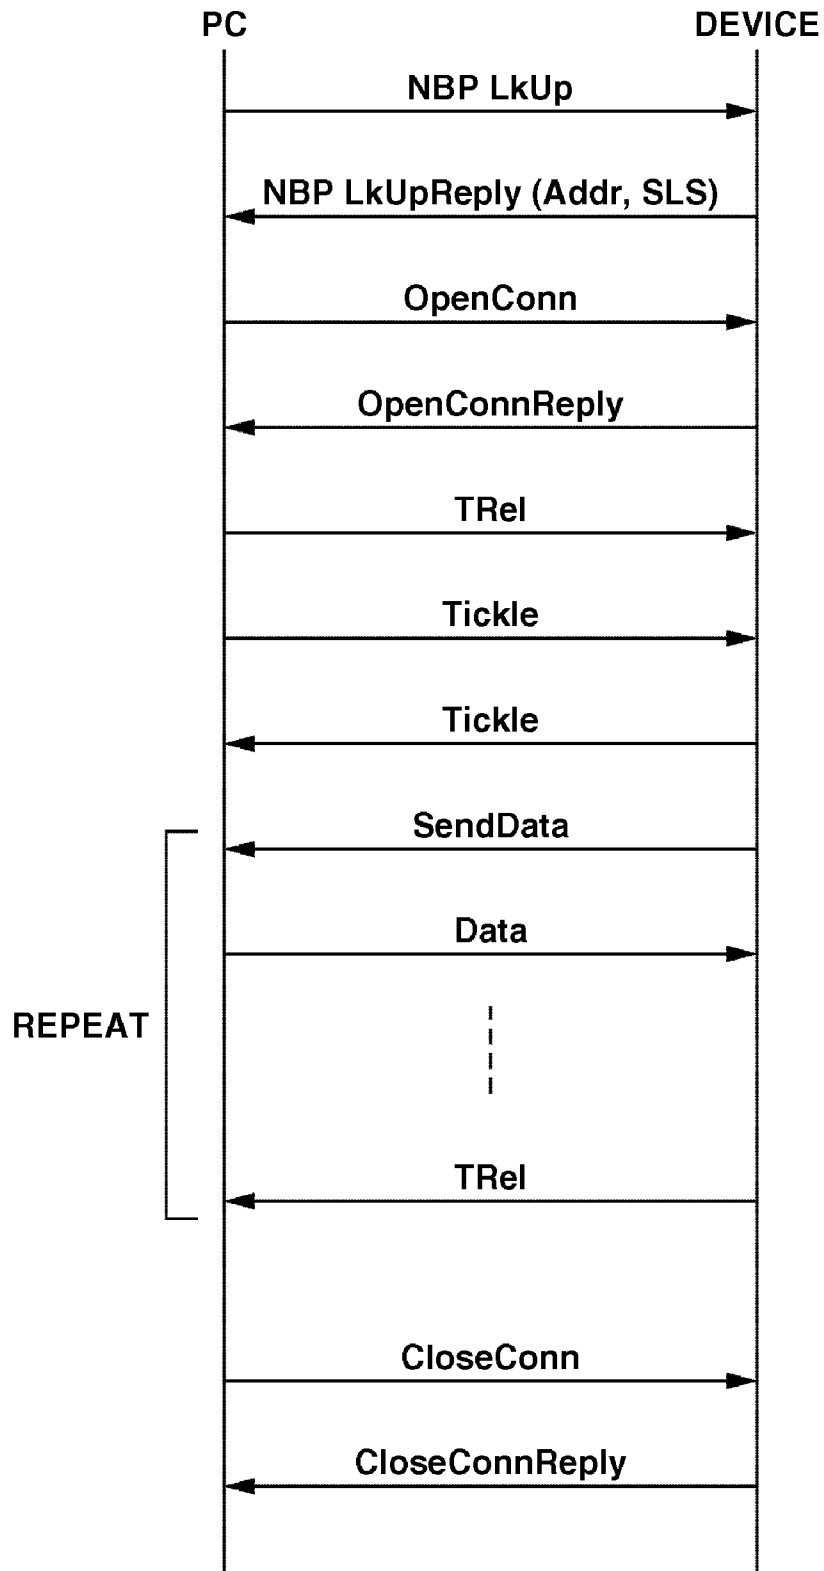 PC DEVICE
NBP LkUp
NBP LkUpReply (Addr, SLS)
OpenConn
OpenConnReply
TRel
Tickle
Tickle
SendData
Data
REPEAT
TRel
CloseConn
CloseConnReply